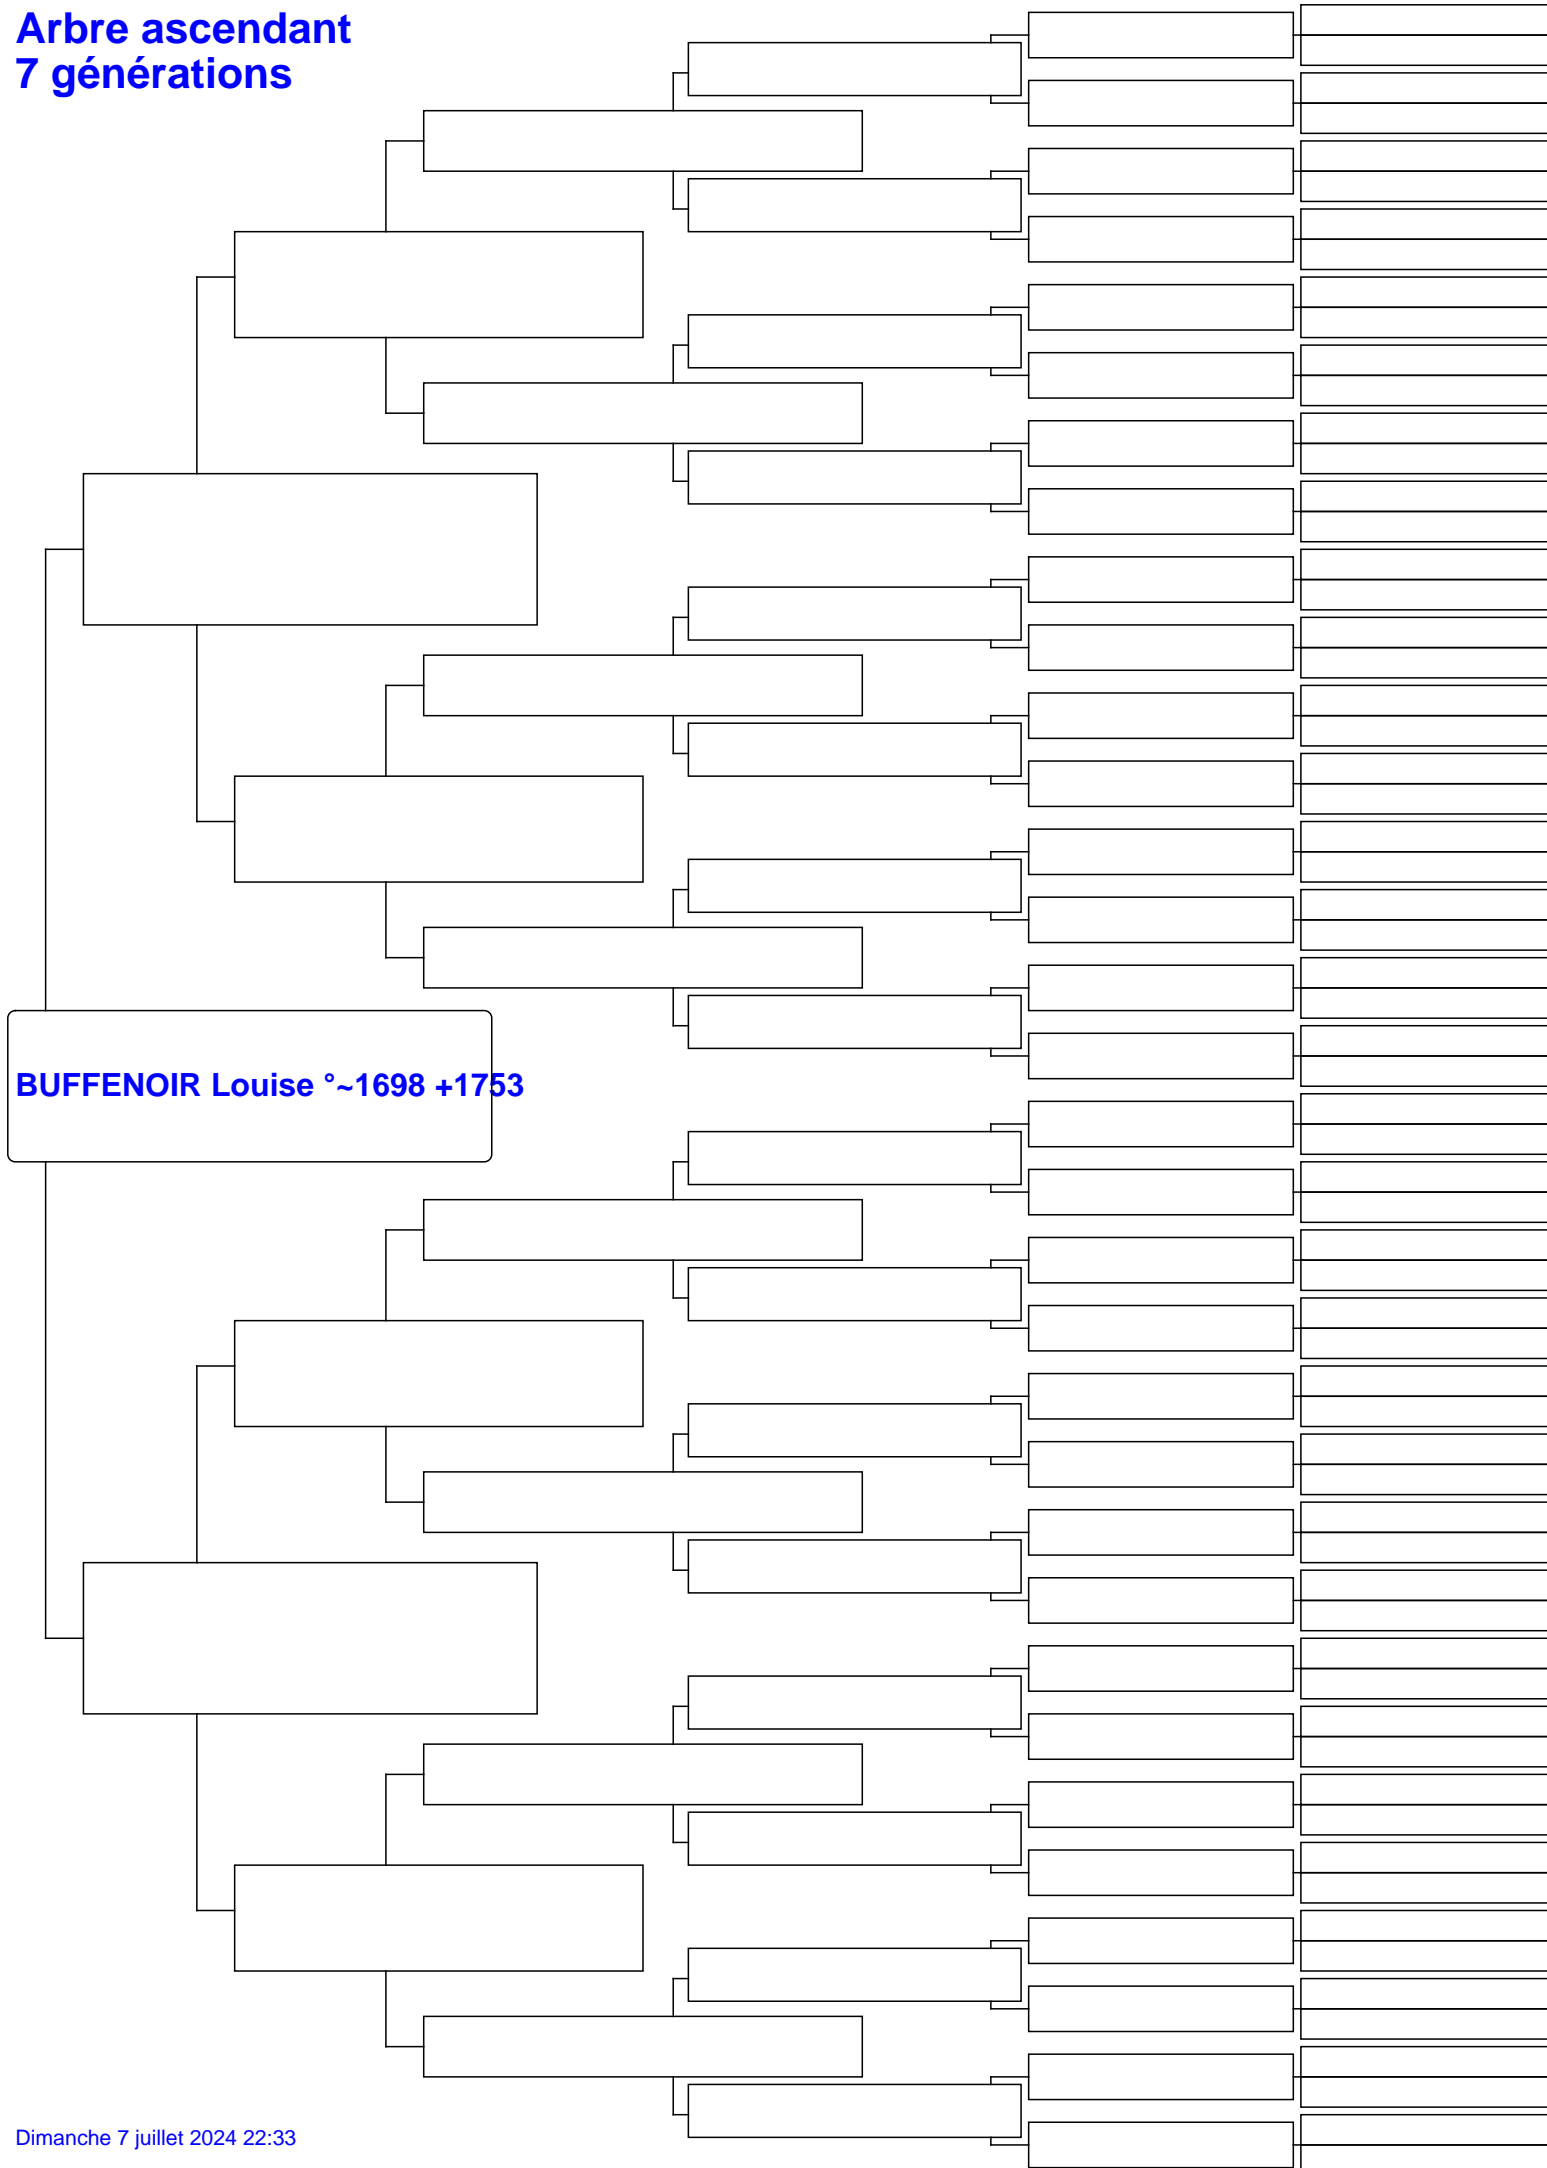 Arbre ascendant
7 générations
BUFFENOIR Louise °~1698 +1753
Dimanche 7 juillet 2024 22:33